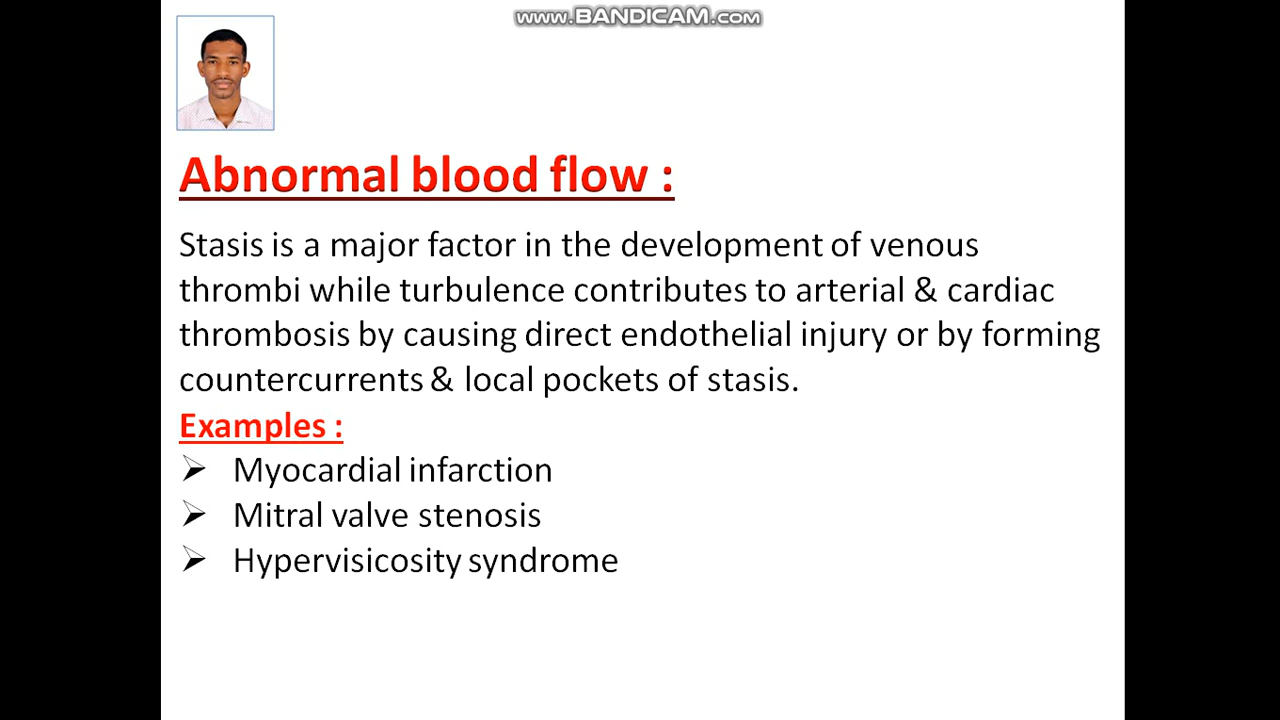 www.BANDICAM.com
Abnormal blood flow :
Stasis is a major factor in the development of venous
thrombi while turbulence contributes to arterial & cardiac
thrombosis by causing direct endothelial injury or by forming
countercurrents & local pockets of stasis.
Examples :
➢ Myocardial infarction
➢ Mitral valve stenosis
➢ Hypervisicosity syndrome